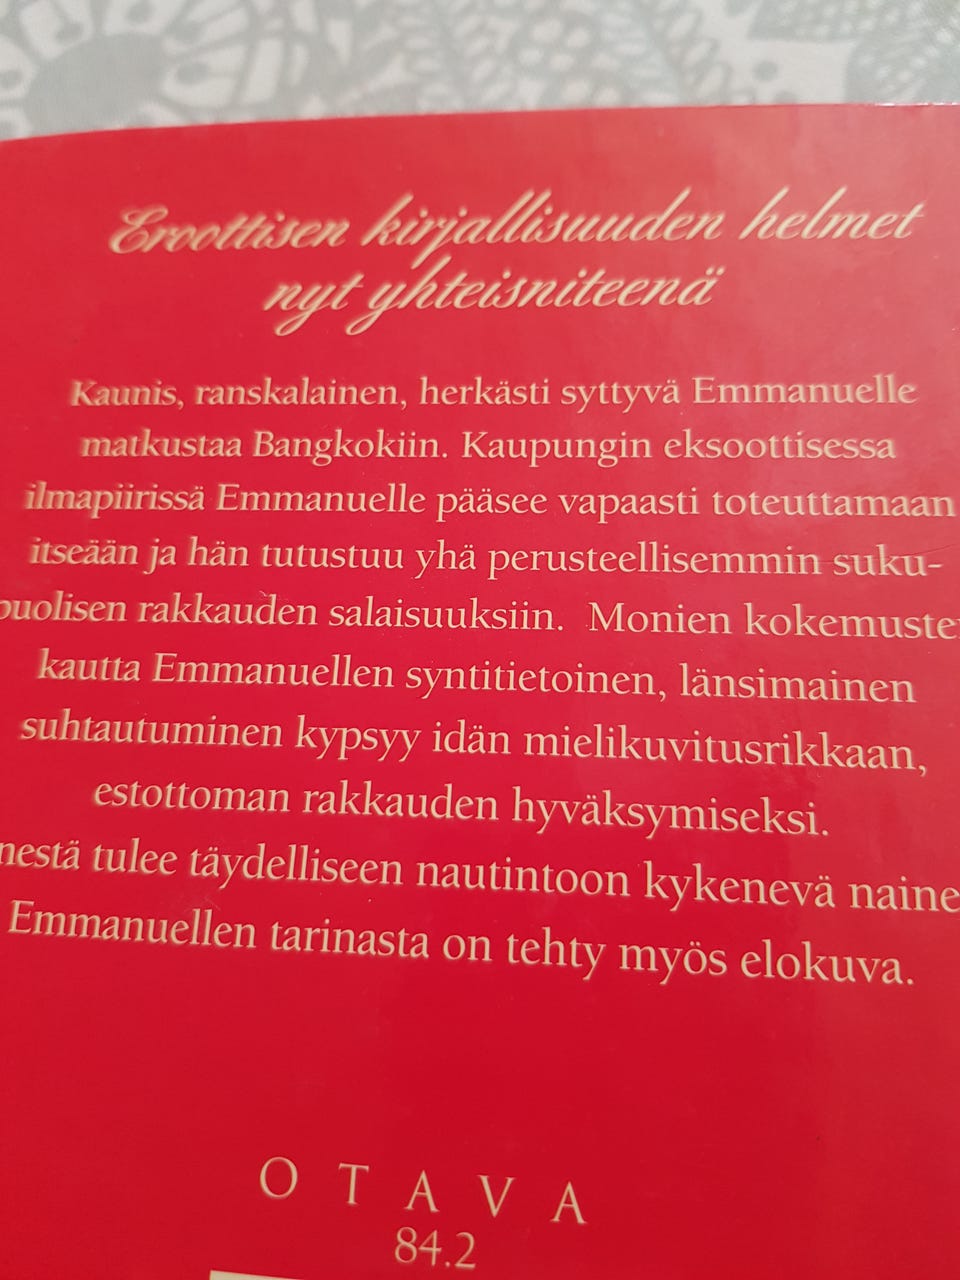 Eroottisen kirjallisuuden helmet
nyt yhteisniteenä
Kaunis, ranskalainen, herkästi syttyvä Emmanuelle
matkustaa Bangkokiin. Kaupungin eksoottisessa
ilmapiirissä Emmanuelle pääsee vapaasti toteuttamaan
itseään ja hän tutustuu yhä perusteellisemmin suku-
puolisen rakkauden salaisuuksiin. Monien kokemuste
kautta Emmanuellen syntitietoinen, länsimainen
suhtautuminen kypsyy idän mielikuvitusrikkaan,
estottoman rakkauden hyväksymiseksi.
nestä tulee täydelliseen nautintoon kykenevä naine
Emmanuellen tarinasta on tehty myös elokuva.
OTAVA
84.2